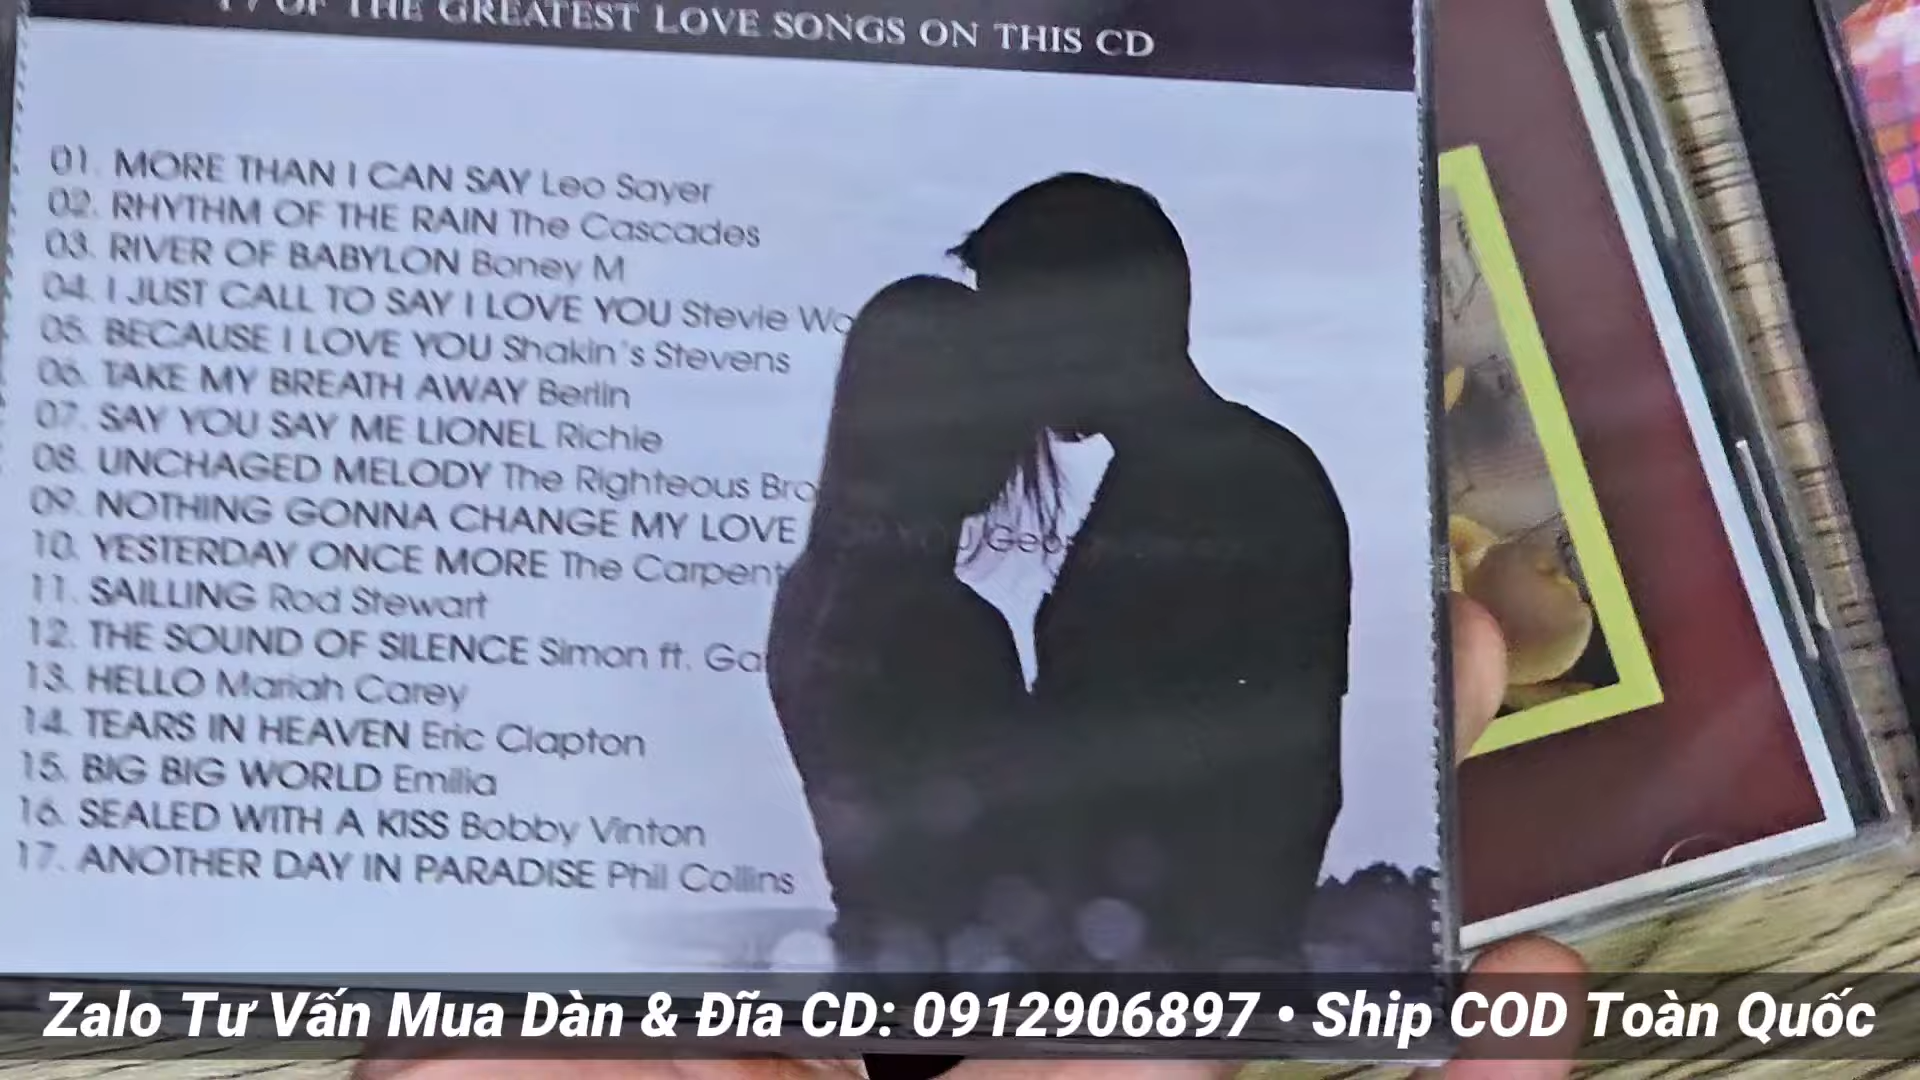 17 OF THE GREATEST LOVE SONGS ON THIS CD
01. MORE THAN I CAN SAY Leo Sayer
02. RHYTHM OF THE RAIN The Cascades
03. RIVER OF BABYLON Boney M
04. I JUST CALL TO SAY I LOVE YOU Stevie Wo
05. BECAUSE I LOVE YOU Shakin's Stevens
06. TAKE MY BREATH AWAY Berlin
07. SAY YOU SAY ME LIONEL Richie
08. UNCHAGED MELODY The Righteous Bro
09. NOTHING GONNA CHANGE MY LOVE
10. YESTERDAY ONCE MORE The Carpent
11. SAILLING Rod Stewart
12. THE SOUND OF SILENCE Simon ft. Ga
13. HELLO Mariah Carey
14. TEARS IN HEAVEN Eric Clapton
15. BIG BIG WORLD Emilia
16. SEALED WITH A KISS Bobby Vinton
17. ANOTHER DAY IN PARADISE Phil Collins
Zalo Tư Vấn Mua Dàn & Đĩa CD: 0912906897 • Ship COD Toàn Quốc